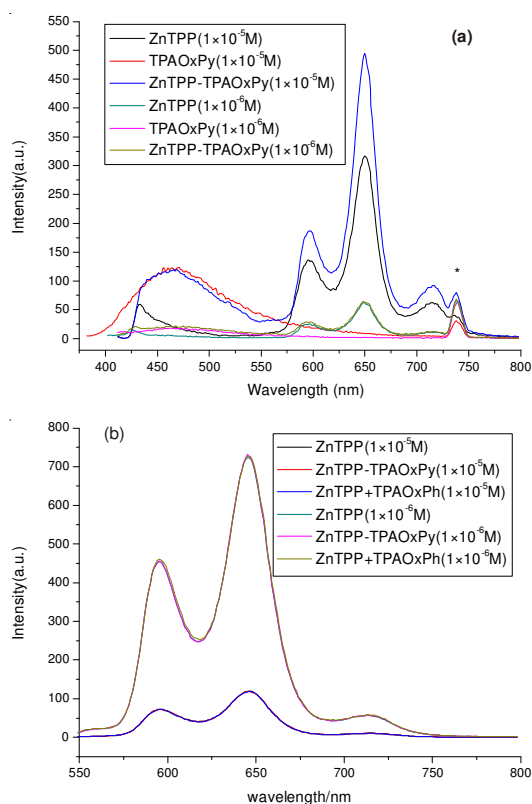 (a)
ZnTPP(1×10⁻⁵M)
TPAOxPy(1×10⁻⁵M)
ZnTPP-TPAOxPy(1×10⁻⁵M)
ZnTPP(1×10⁻⁶M)
TPAOxPy(1×10⁻⁶M)
ZnTPP-TPAOxPy(1×10⁻⁶M)
550
500
450
400
350
300
250
200
150
100
50
0
Intensity(a.u.)
*
400 450 500 550 600 650 700 750 800
Wavelength (nm)
(b)
ZnTPP(1×10⁻⁵M)
ZnTPP-TPAOxPy(1×10⁻⁵M)
ZnTPP+TPAOxPh(1×10⁻⁵M)
ZnTPP(1×10⁻⁶M)
ZnTPP-TPAOxPy(1×10⁻⁶M)
ZnTPP+TPAOxPh(1×10⁻⁶M)
800
700
600
500
400
300
200
100
0
Intensity(a.u.)
550 600 650 700 750 800
wavelength/nm